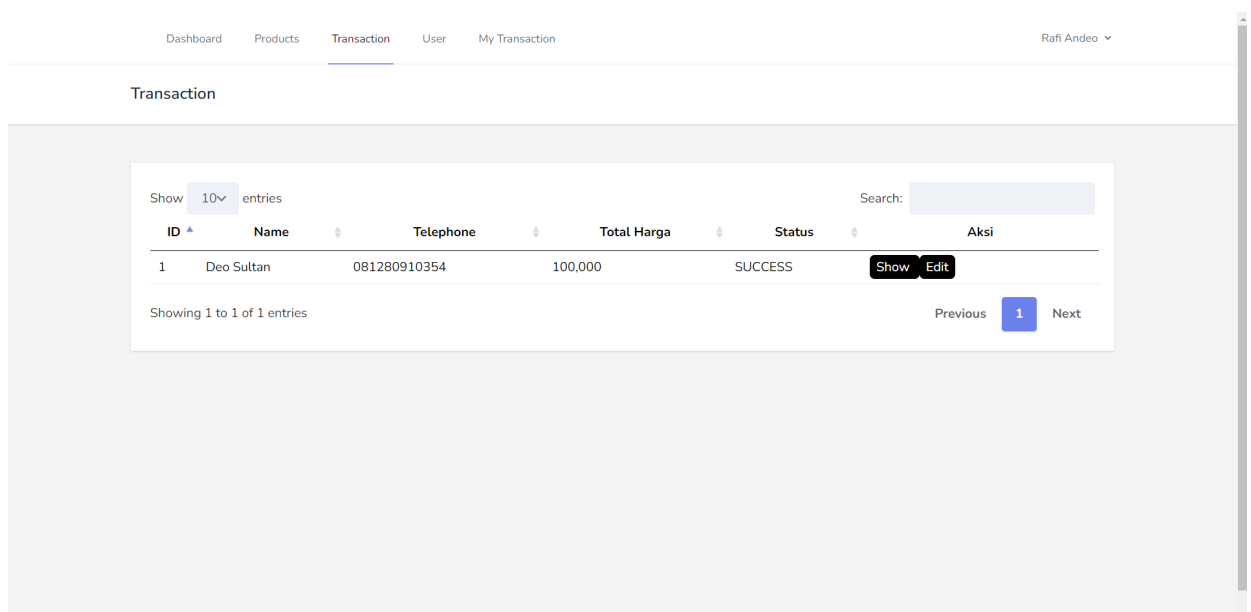 Dashboard Products Transaction User My Transaction Rafi Andeo
Transaction
Show 10 entries Search:
ID Name Telephone Total Harga Status Aksi
1 Deo Sultan 081280910354 100,000 SUCCESS Show Edit
Showing 1 to 1 of 1 entries Previous 1 Next